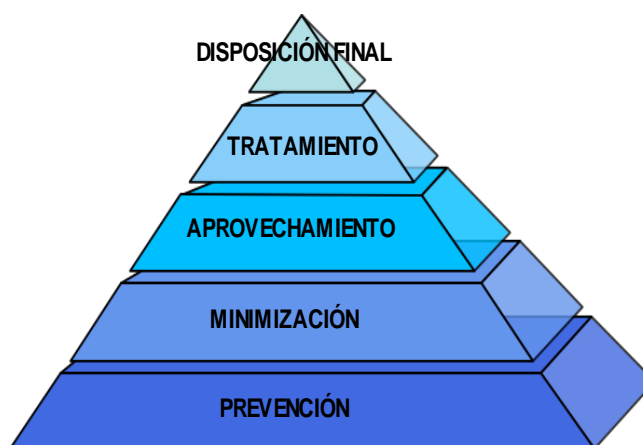 DISPOSICIÓN FINAL
TRATAMIENTO
APROVECHAMIENTO
MINIMIZACIÓN
PREVENCIÓN